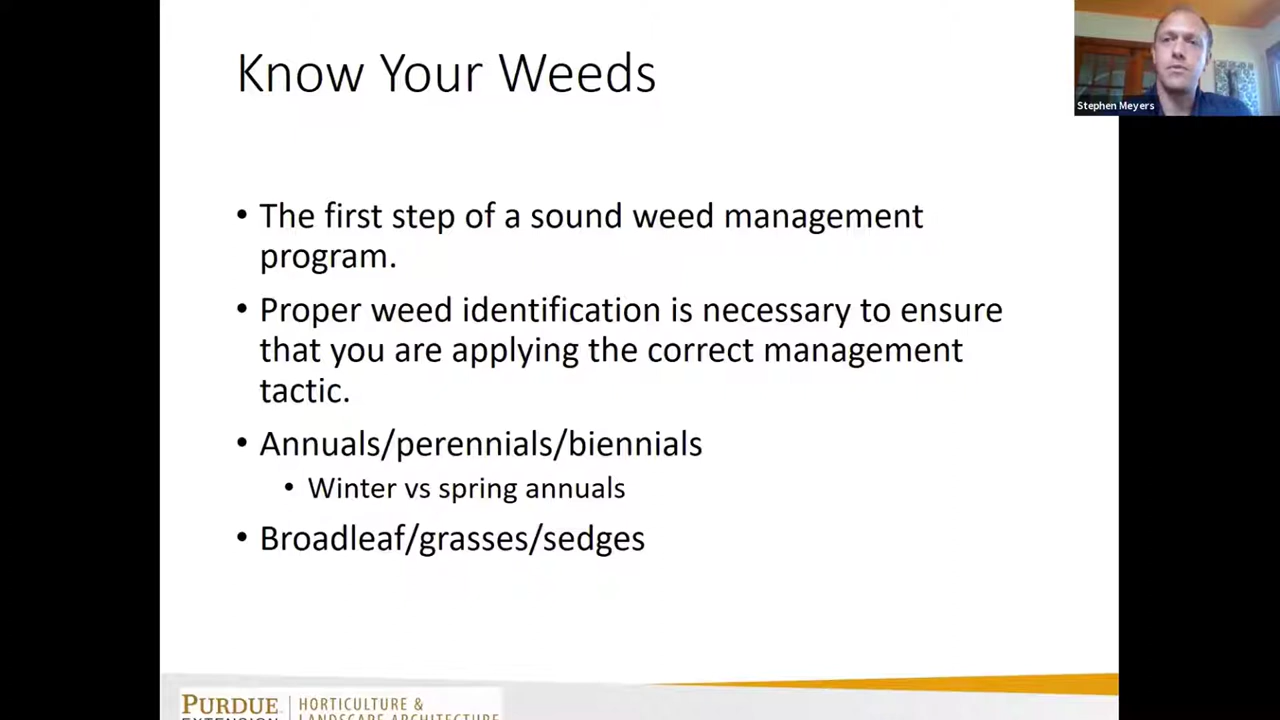 Know Your Weeds
Stephen Meyers
• The first step of a sound weed management
program.
• Proper weed identification is necessary to ensure
that you are applying the correct management
tactic.
• Annuals/perennials/biennials
• Winter vs spring annuals
• Broadleaf/grasses/sedges
PURDUE
EXTENSION
HORTICULTURE &
LANDSCAPE ARCHITECTURE